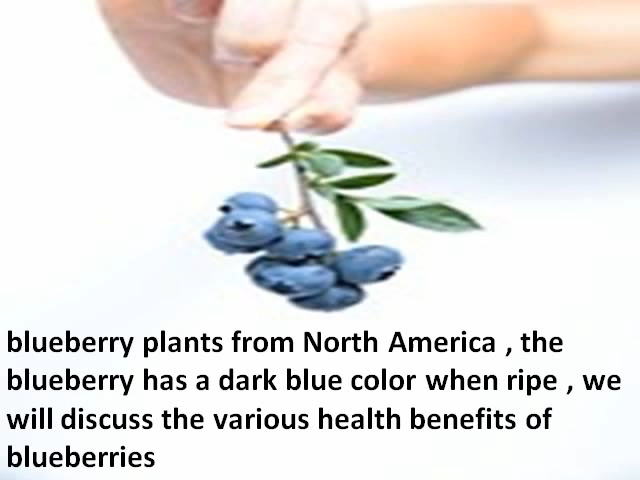 blueberry plants from North America , the
blueberry has a dark blue color when ripe , we
will discuss the various health benefits of
blueberries